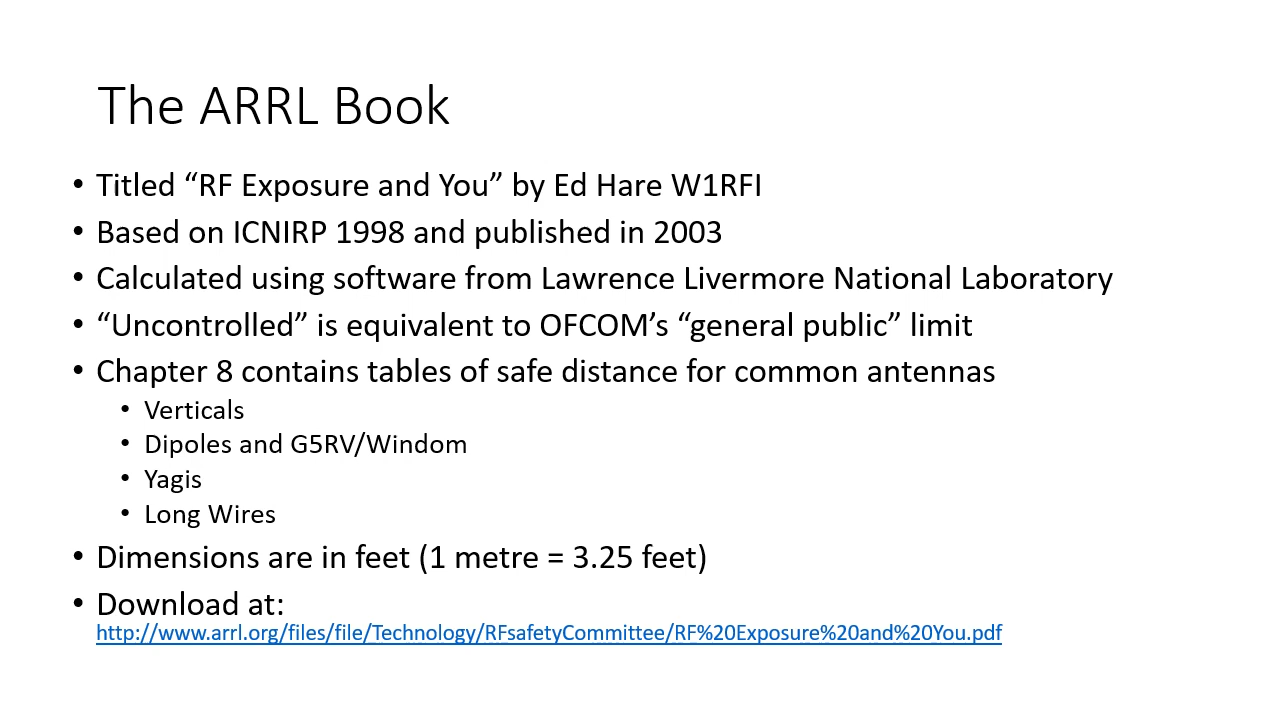 The ARRL Book
• Titled “RF Exposure and You” by Ed Hare W1RFI
• Based on ICNIRP 1998 and published in 2003
• Calculated using software from Lawrence Livermore National Laboratory
• “Uncontrolled” is equivalent to OFCOM’s “general public” limit
• Chapter 8 contains tables of safe distance for common antennas
• Verticals
• Dipoles and G5RV/Windom
• Yagis
• Long Wires
• Dimensions are in feet (1 metre = 3.25 feet)
• Download at:
http://www.arrl.org/files/file/Technology/RFsafetyCommittee/RF%20Exposure%20and%20You.pdf